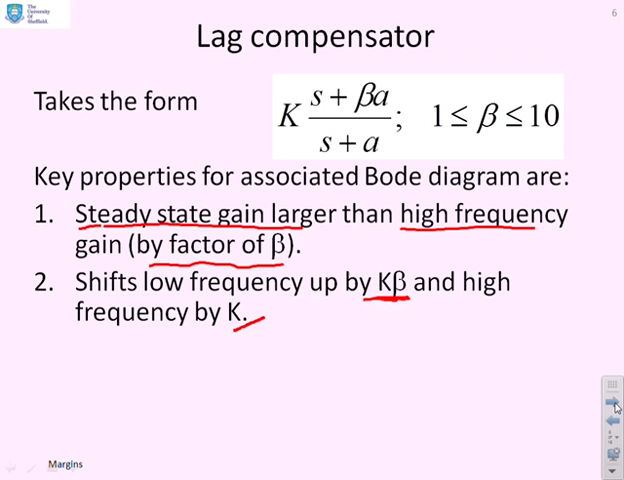 The
University
Of
Sheffield.
6
Lag compensator
Takes the form
K (s + βa)/(s + a) ; 1 ≤ β ≤ 10
Key properties for associated Bode diagram are:
1. Steady state gain larger than high frequency
gain (by factor of β).
2. Shifts low frequency up by Kβ and high
frequency by K.
Margins